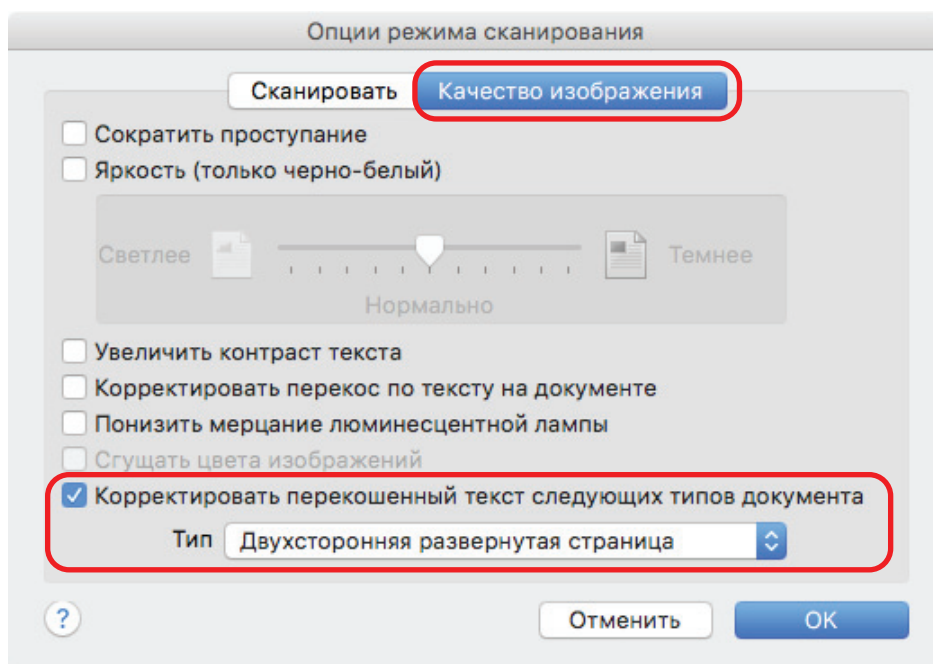 Опции режима сканирования
Сканировать Качество изображения
Сократить проступание
Яркость (только черно-белый)
Светлее Темнее
Нормально
Увеличить контраст текста
Корректировать перекос по тексту на документе
Понизить мерцание люминесцентной лампы
Сгущать цвета изображений
Корректировать перекошенный текст следующих типов документа
Тип Двухсторонняя развернутая страница
? Отменить OK